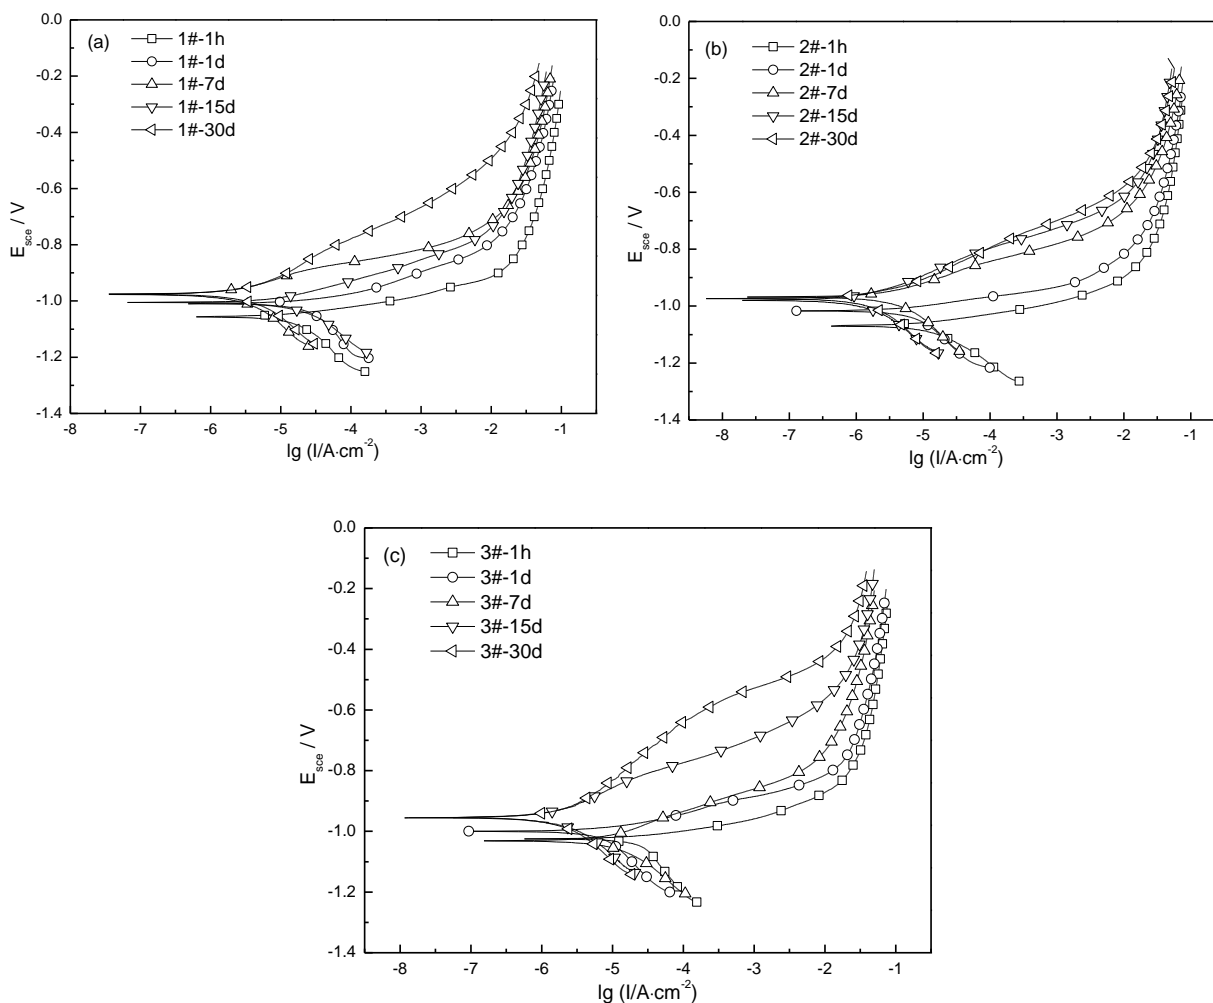 (a)
1#-1h
1#-1d
1#-7d
1#-15d
1#-30d
0.0
-0.2
-0.4
-0.6
-0.8
-1.0
-1.2
-1.4
E_sce / V
-8 -7 -6 -5 -4 -3 -2 -1
lg (I/A·cm⁻²)
(b)
2#-1h
2#-1d
2#-7d
2#-15d
2#-30d
0.0
-0.2
-0.4
-0.6
-0.8
-1.0
-1.2
-1.4
E_sce / V
-8 -7 -6 -5 -4 -3 -2 -1
lg (I/A·cm⁻²)
(c)
3#-1h
3#-1d
3#-7d
3#-15d
3#-30d
0.0
-0.2
-0.4
-0.6
-0.8
-1.0
-1.2
-1.4
E_sce / V
-8 -7 -6 -5 -4 -3 -2 -1
lg (I/A·cm⁻²)